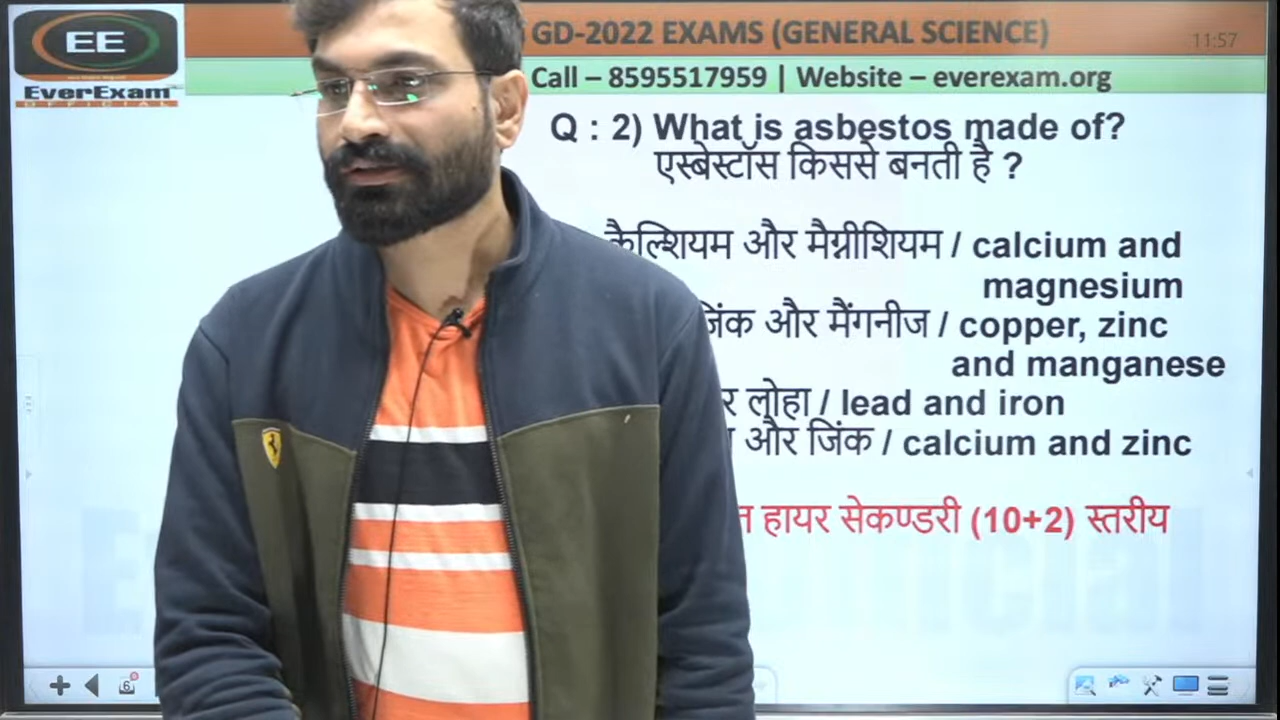 EE
EverExam
OFFICIAL
GD-2022 EXAMS (GENERAL SCIENCE)
11:57
Call – 8595517959 | Website – everexam.org
Q : 2) What is asbestos made of?
एस्बेस्टॉस किससे बनती है ?
कैल्शियम और मैग्नीशियम / calcium and
magnesium
जिंक और मैंगनीज / copper, zinc
and manganese
लोहा / lead and iron
और जिंक / calcium and zinc
हायर सेकण्डरी (10+2) स्तरीय
6